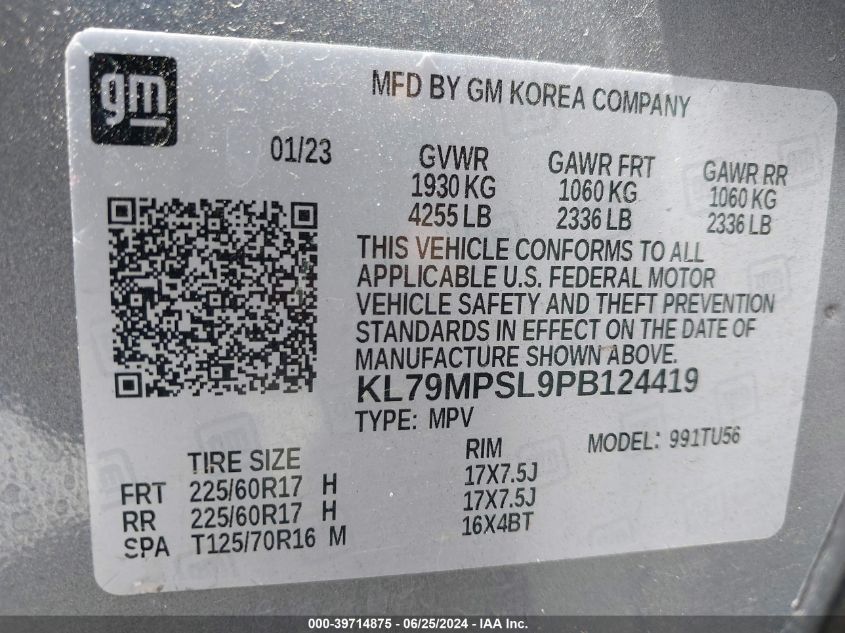 gm
MFD BY GM KOREA COMPANY
01/23
GVWR GAWR FRT GAWR RR
1930 KG 1060 KG 1060 KG
4255 LB 2336 LB 2336 LB
THIS VEHICLE CONFORMS TO ALL
APPLICABLE U.S. FEDERAL MOTOR
VEHICLE SAFETY AND THEFT PREVENTION
STANDARDS IN EFFECT ON THE DATE OF
MANUFACTURE SHOWN ABOVE.
KL79MPSL9PB124419
TYPE: MPV
MODEL: 991TU56
TIRE SIZE RIM
FRT 225/60R17 H 17X7.5J
RR 225/60R17 H 17X7.5J
SPA T125/70R16 M 16X4BT
000-39714875 - 06/25/2024 - IAA Inc.